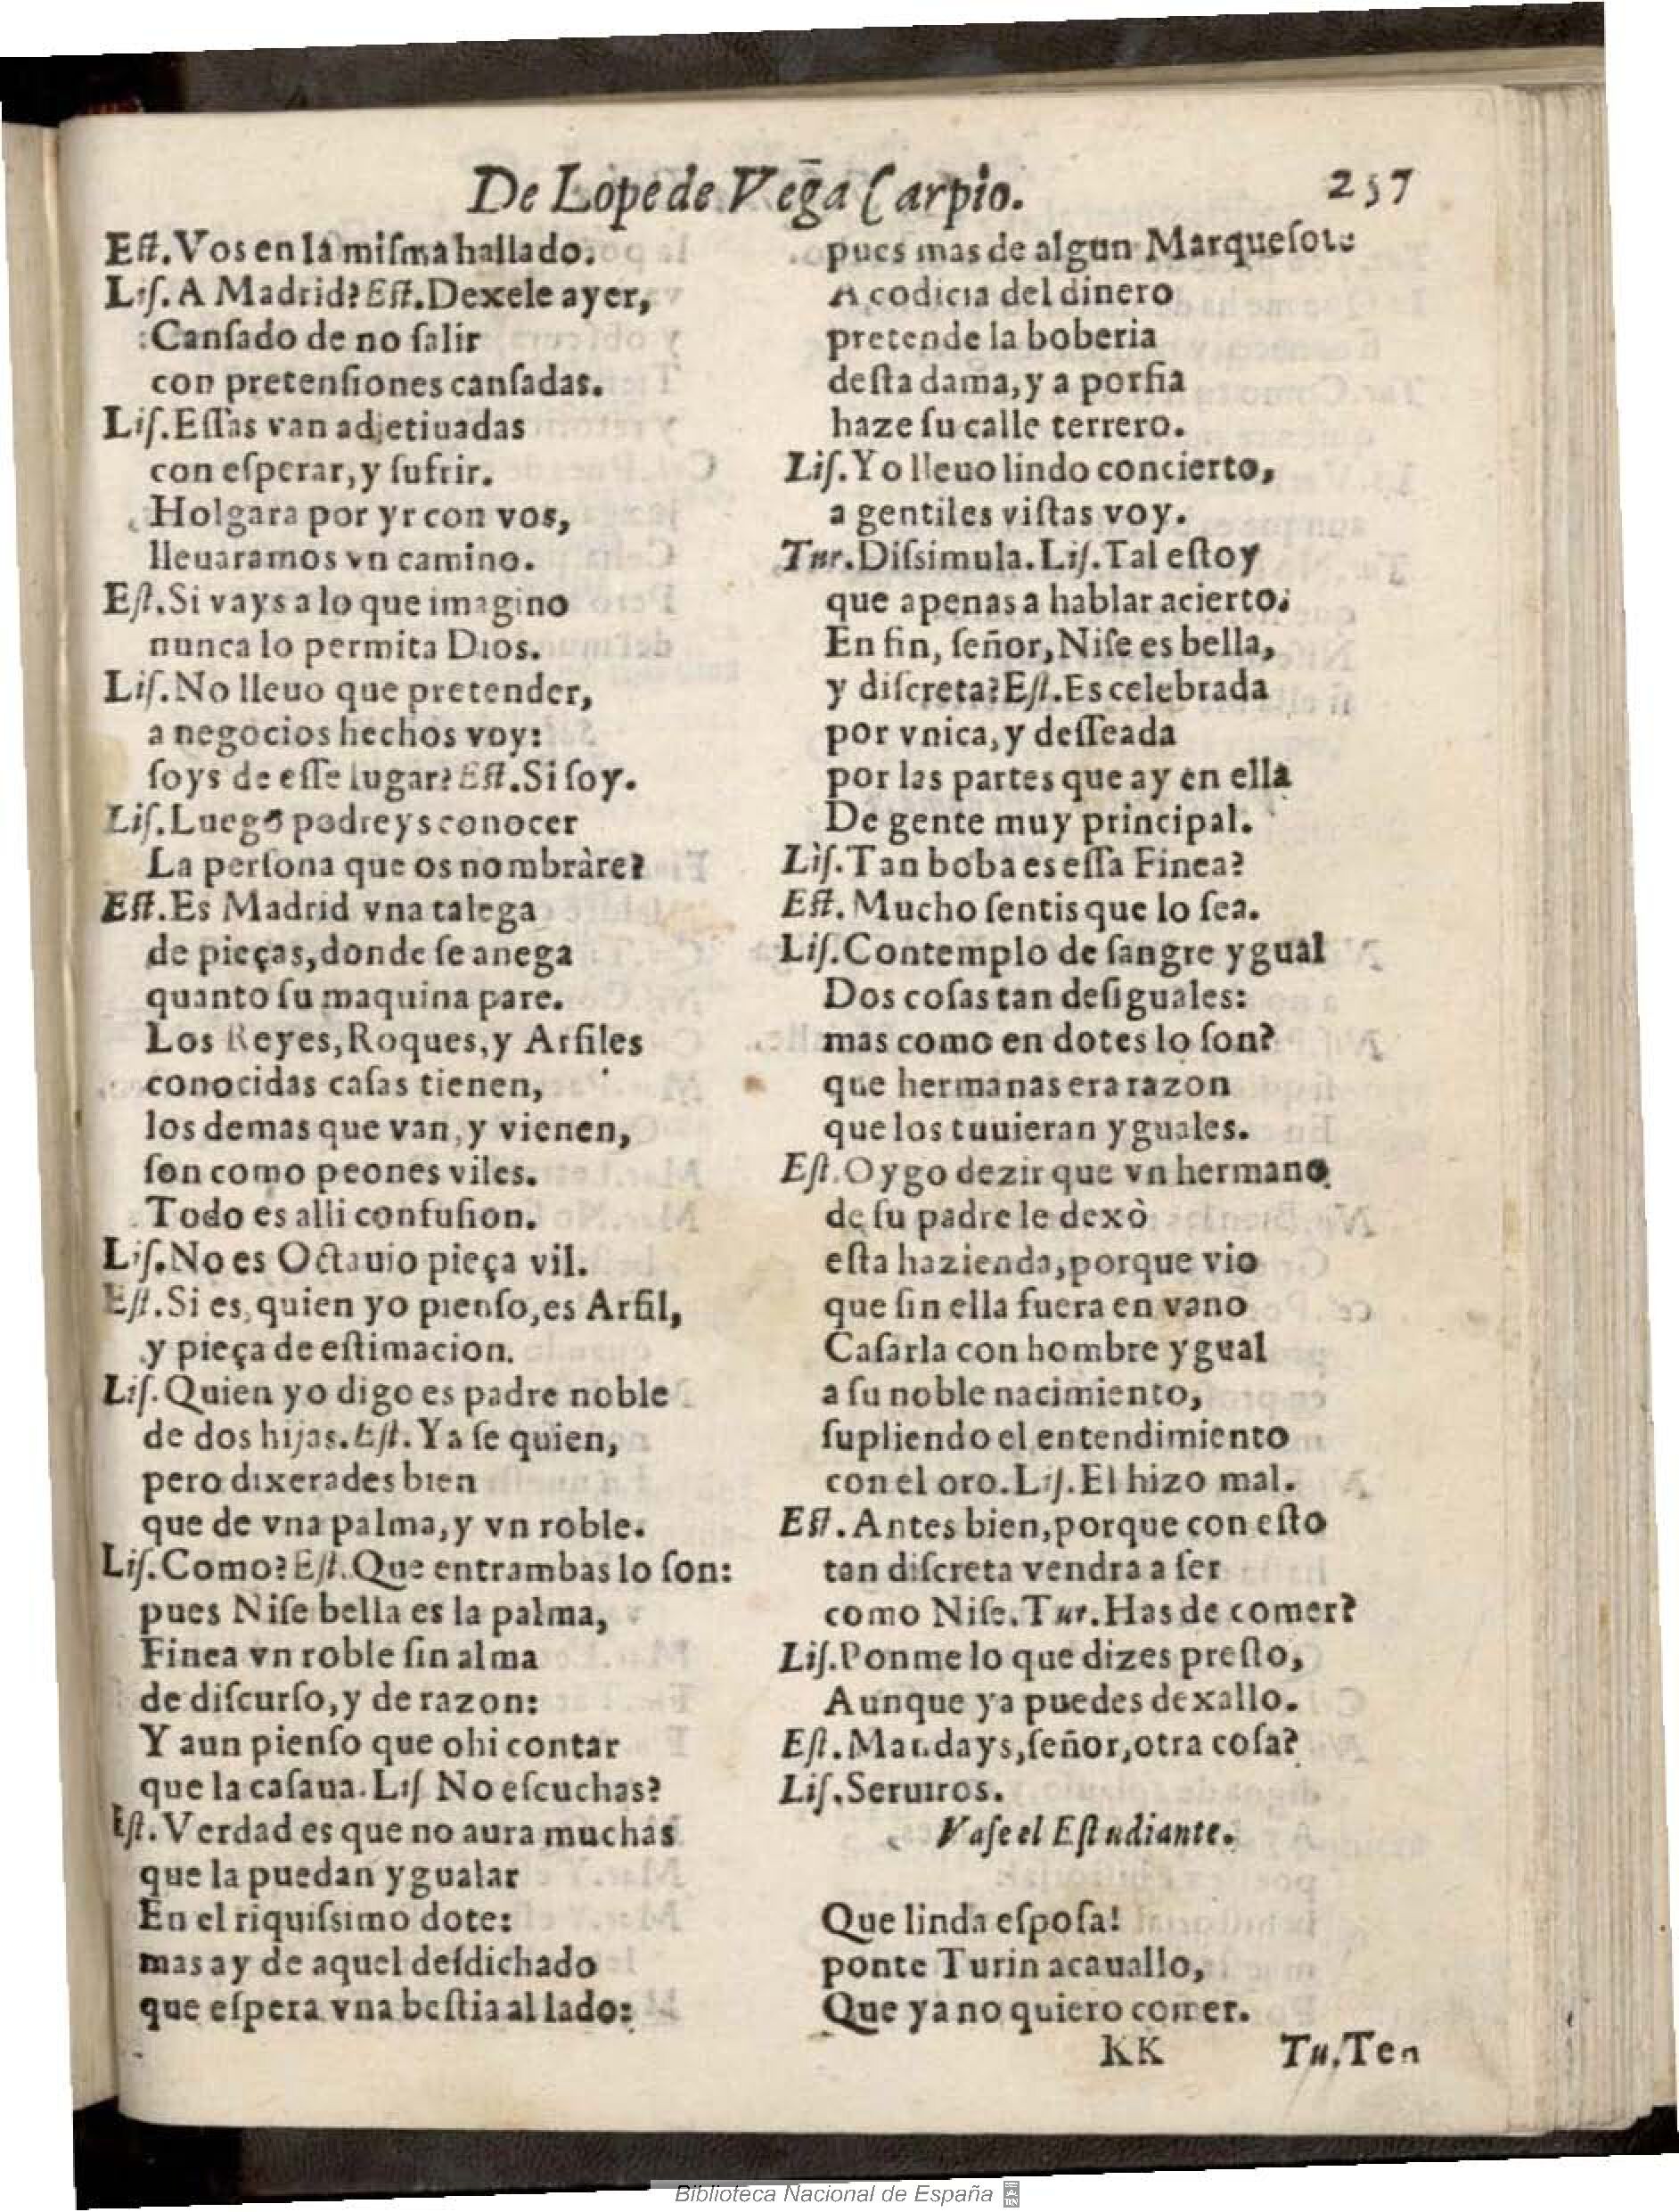 De Lope de Vega Carpio. 257
Eſt. Vos en la miſma hallado.
Liſ. A Madrid? Eſt. Dexele ayer,
Canſado de no ſalir
con pretenſiones canſadas.
Liſ. Eſſas van adjetiuadas
con eſperar, y ſufrir.
Holgara por yr con vos,
lleuaramos vn camino.
Eſt. Si vays a lo que imagino
nunca lo permita Dios.
Liſ. No lleuo que pretender,
a negocios hechos voy:
ſoys de eſſe lugar? Eſt. Si ſoy.
Liſ. Luego podreys conocer
La perſona que os nombràre?
Eſt. Es Madrid vna talega
de pieças, donde ſe anega
quanto ſu maquina pare.
Los Reyes, Roques, y Arfiles
conocidas caſas tienen,
los demas que van, y vienen,
ſon como peones viles.
Todo es alli confuſion.
Liſ. No es Octauio pieça vil.
Eſt. Si es, quien yo pienſo, es Arfil,
y pieça de eſtimacion.
Liſ. Quien yo digo es padre noble
de dos hijas. Eſt. Ya ſe quien,
pero dixerades bien
que de vna palma, y vn roble.
Liſ. Como? Eſt. Que entrambas lo ſon:
pues Niſe bella es la palma,
Finea vn roble ſin alma
de diſcurſo, y de razon:
Y aun pienſo que ohi contar
que la caſaua. Liſ No eſcuchas?
Eſt. Verdad es que no aura muchas
que la puedan ygualar
En el riquiſsimo dote:
mas ay de aquel deſdichado
que eſpera vna beſtia al lado:
pues mas de algun Marqueſote
A codicia del dinero
pretende la boberia
deſta dama, y a porfia
haze ſu calle terrero.
Liſ. Yo lleuo lindo concierto,
a gentiles viſtas voy.
Tur. Diſsimula. Liſ. Tal eſtoy
que apenas a hablar acierto.
En fin, ſeñor, Niſe es bella,
y diſcreta? Eſt. Es celebrada
por vnica, y deſſeada
por las partes que ay en ella
De gente muy principal.
Liſ. Tan boba es eſſa Finea?
Eſt. Mucho ſentis que lo ſea.
Liſ. Contemplo de ſangre ygual
Dos coſas tan deſiguales:
mas como en dotes lo ſon?
que hermanas era razon
que los tuuieran yguales.
Eſt. Oygo dezir que vn hermano
de ſu padre le dexò
eſta hazienda, porque vio
que ſin ella fuera en vano
Caſarla con hombre ygual
a ſu noble nacimiento,
ſupliendo el entendimiento
con el oro. Liſ. El hizo mal.
Eſt. Antes bien, porque con eſto
tan diſcreta vendra a ſer
como Niſe. Tur. Has de comer?
Liſ. Ponme lo que dizes preſto,
Aunque ya puedes dexallo.
Eſt. Mandays, ſeñor, otra coſa?
Liſ. Seruiros.
Vaſe el Eſtudiante.
Que linda eſpoſa!
ponte Turin acauallo,
Que ya no quiero comer.
KK Tu. Ten
Biblioteca Nacional de España